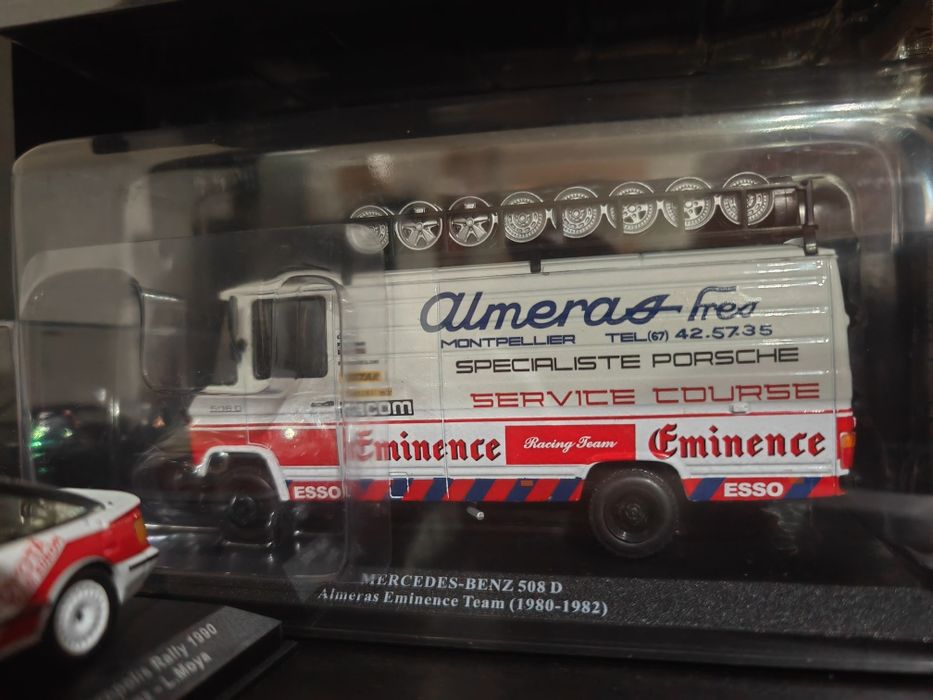 almeras fres
MONTPELLIER TEL(67) 42.57.35
SPECIALISTE PORSCHE
SERVICE COURSE
508 D
Eminence Racing Team Eminence
ESSO ESSO
MERCEDES-BENZ 508 D
Almeras Eminence Team (1980-1982)
Rally 1990
- L.Moya